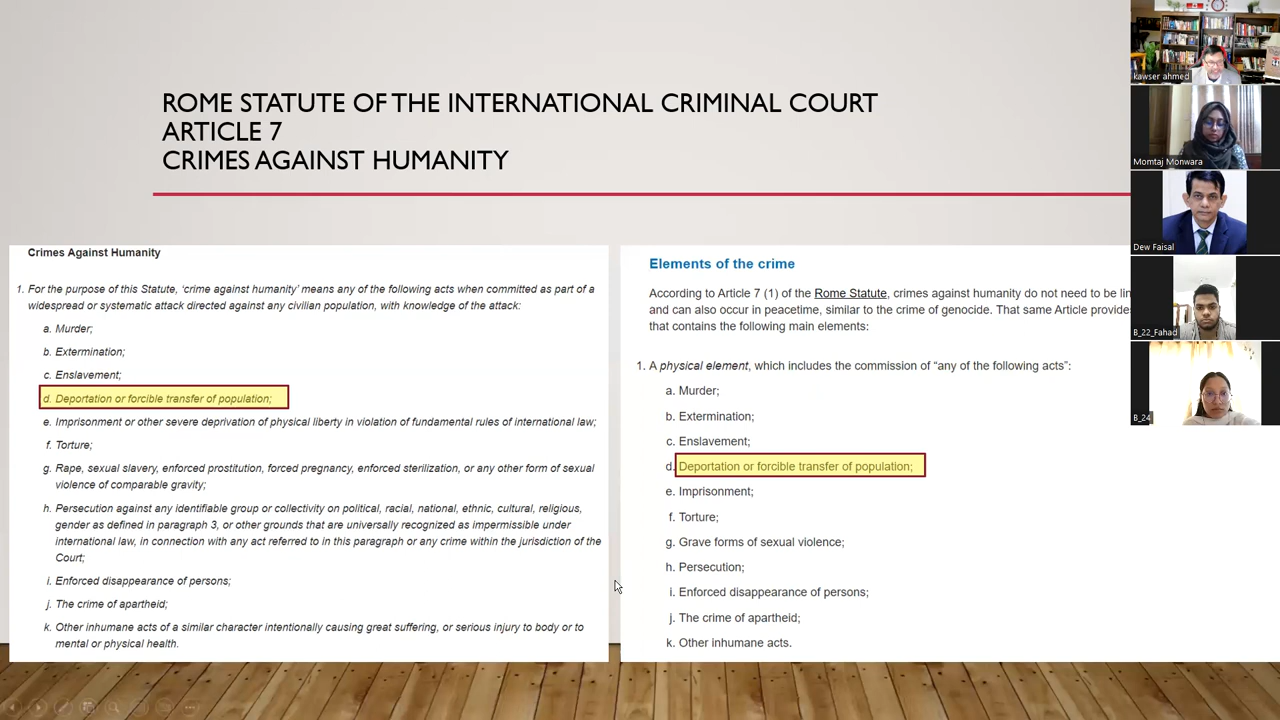 ROME STATUTE OF THE INTERNATIONAL CRIMINAL COURT
ARTICLE 7
CRIMES AGAINST HUMANITY
Crimes Against Humanity
1. For the purpose of this Statute, 'crime against humanity' means any of the following acts when committed as part of a
widespread or systematic attack directed against any civilian population, with knowledge of the attack:
a. Murder;
b. Extermination;
c. Enslavement;
d. Deportation or forcible transfer of population;
e. Imprisonment or other severe deprivation of physical liberty in violation of fundamental rules of international law;
f. Torture;
g. Rape, sexual slavery, enforced prostitution, forced pregnancy, enforced sterilization, or any other form of sexual
violence of comparable gravity;
h. Persecution against any identifiable group or collectivity on political, racial, national, ethnic, cultural, religious,
gender as defined in paragraph 3, or other grounds that are universally recognized as impermissible under
international law, in connection with any act referred to in this paragraph or any crime within the jurisdiction of the
Court;
i. Enforced disappearance of persons;
j. The crime of apartheid;
k. Other inhumane acts of a similar character intentionally causing great suffering, or serious injury to body or to
mental or physical health.
Elements of the crime
According to Article 7 (1) of the Rome Statute, crimes against humanity do not need to be lin
and can also occur in peacetime, similar to the crime of genocide. That same Article provides
that contains the following main elements:
1. A physical element, which includes the commission of "any of the following acts":
a. Murder;
b. Extermination;
c. Enslavement;
d. Deportation or forcible transfer of population;
e. Imprisonment;
f. Torture;
g. Grave forms of sexual violence;
h. Persecution;
i. Enforced disappearance of persons;
j. The crime of apartheid;
k. Other inhumane acts.
kawser ahmed
Momtaj Monwara
Dew Faisal
B_22_Fahad
B_24